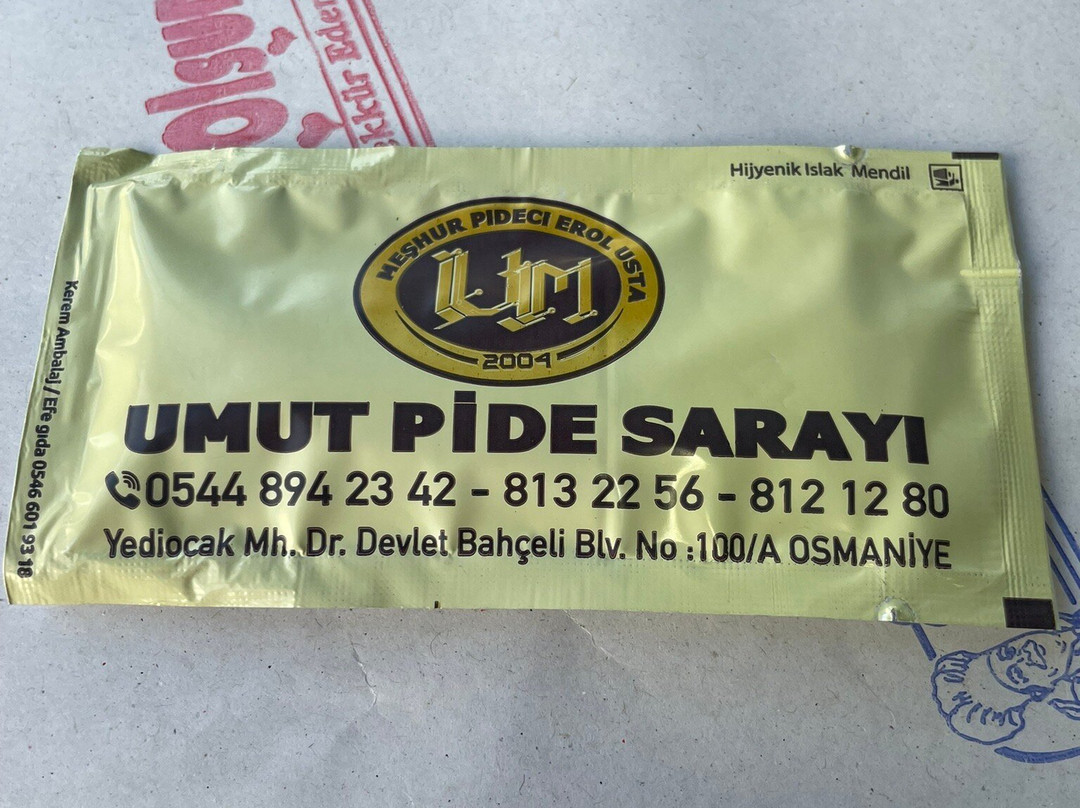 Hijyenik Islak Mendil
MEŞHUR PIDECI EROL USTA
UM
2004
UMUT PİDE SARAYI
0544 894 23 42 - 813 22 56 - 812 12 80
Yediocak Mh. Dr. Devlet Bahçeli Blv. No :100/A OSMANİYE
Kerem Ambalaj / Efe gıda 0546 601 93 18